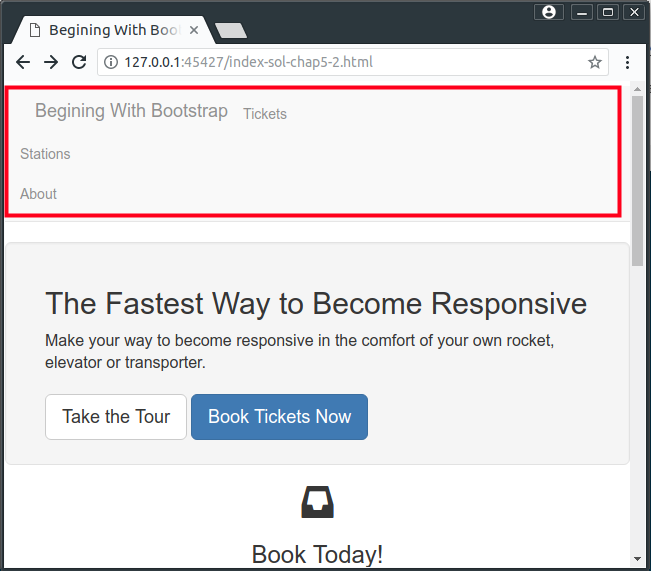 Begining With Boo
127.0.0.1:45427/index-sol-chap5-2.html
Begining With Bootstrap Tickets
Stations
About
The Fastest Way to Become Responsive
Make your way to become responsive in the comfort of your own rocket,
elevator or transporter.
Take the Tour Book Tickets Now
Book Today!